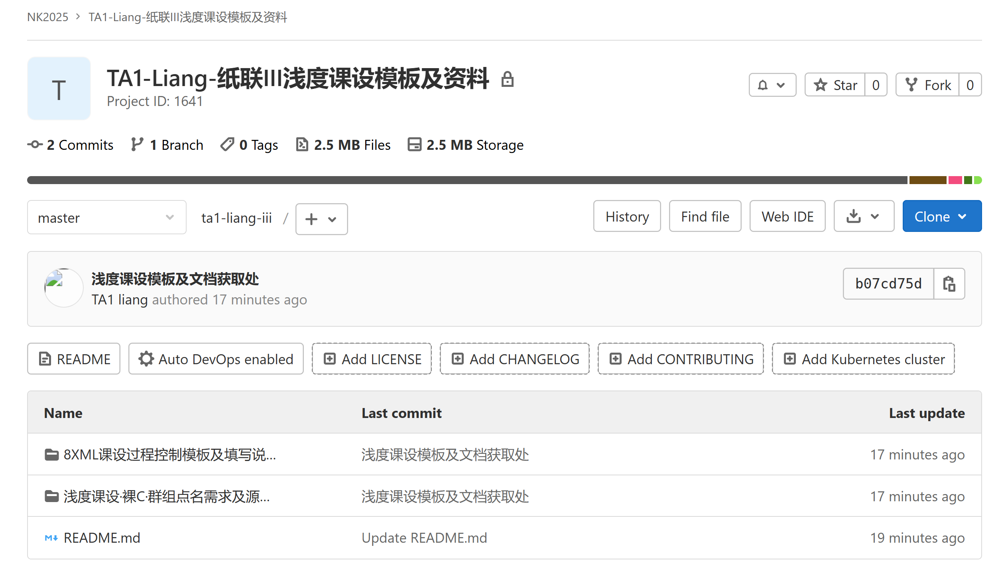 NK2025 > TA1-Liang-纸联III浅度课设模板及资料
T
TA1-Liang-纸联III浅度课设模板及资料
Project ID: 1641
Star 0
Fork 0
2 Commits 1 Branch 0 Tags 2.5 MB Files 2.5 MB Storage
master
ta1-liang-iii /
History
Find file
Web IDE
Clone
浅度课设模板及文档获取处
TA1 liang authored 17 minutes ago
b07cd75d
README
Auto DevOps enabled
Add LICENSE
Add CHANGELOG
Add CONTRIBUTING
Add Kubernetes cluster
Name Last commit Last update
8XML课设过程控制模板及填写说... 浅度课设模板及文档获取处 17 minutes ago
浅度课设·裸C·群组点名需求及源... 浅度课设模板及文档获取处 17 minutes ago
README.md Update README.md 19 minutes ago